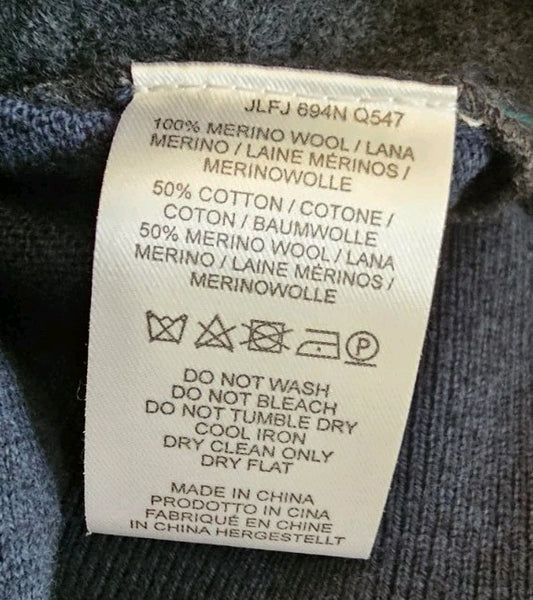 JLFJ 694N Q547
100% MERINO WOOL / LANA
MERINO / LAINE MÉRINOS /
MERINOWOLLE
50% COTTON / COTONE /
COTON / BAUMWOLLE
50% MERINO WOOL / LANA
MERINO / LAINE MÉRINOS /
MERINOWOLLE
P
DO NOT WASH
DO NOT BLEACH
DO NOT TUMBLE DRY
COOL IRON
DRY CLEAN ONLY
DRY FLAT
MADE IN CHINA
PRODOTTO IN CINA
FABRIQUÉ EN CHINE
IN CHINA HERGESTELLT